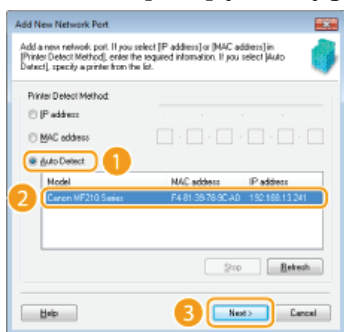 Add New Network Port
Add a new network port. If you select [IP address] or [MAC address] in
[Printer Detect Method], enter the required information. If you select [Auto
Detect], specify a printer from the list.
Printer Detect Method:
IP address
MAC address
Auto Detect
1
Model MAC address IP address
2
Canon MF210 Series F4-81-39-76-9C-AD 192.168.13.241
Stop Refresh
Help
3
Next > Cancel